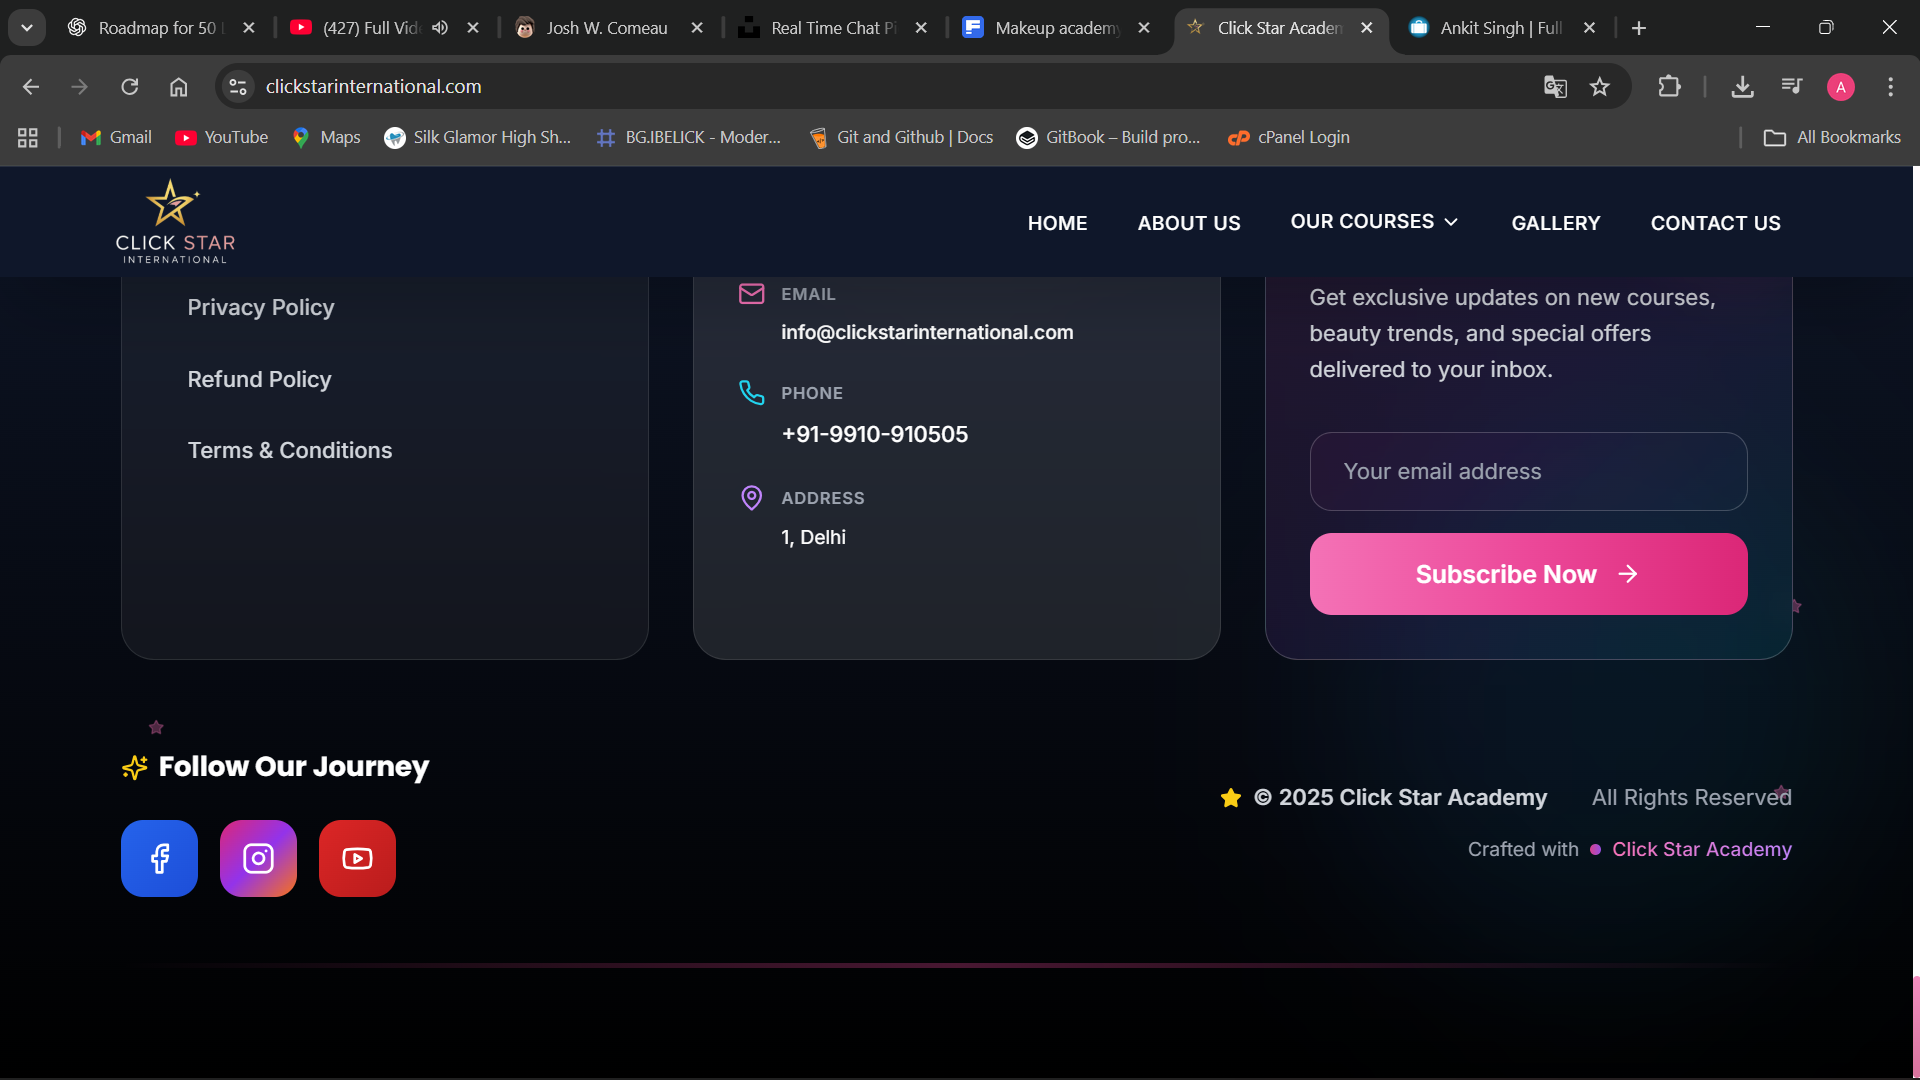 Roadmap for 50
(427) Full Vid
Josh W. Comeau
Real Time Chat Pi
Makeup academy
Click Star Academ
Ankit Singh | Full
clickstarinternational.com
A
Gmail
YouTube
Maps
Silk Glamor High Sh...
BG.IBELICK - Moder...
Git and Github | Docs
GitBook – Build pro...
cPanel Login
All Bookmarks
CLICK STAR
INTERNATIONAL
HOME
ABOUT US
OUR COURSES
GALLERY
CONTACT US
Privacy Policy
Refund Policy
Terms & Conditions
EMAIL
info@clickstarinternational.com
PHONE
+91-9910-910505
ADDRESS
1, Delhi
Get exclusive updates on new courses,
beauty trends, and special offers
delivered to your inbox.
Your email address
Subscribe Now
Follow Our Journey
© 2025 Click Star Academy
All Rights Reserved
Crafted with
Click Star Academy